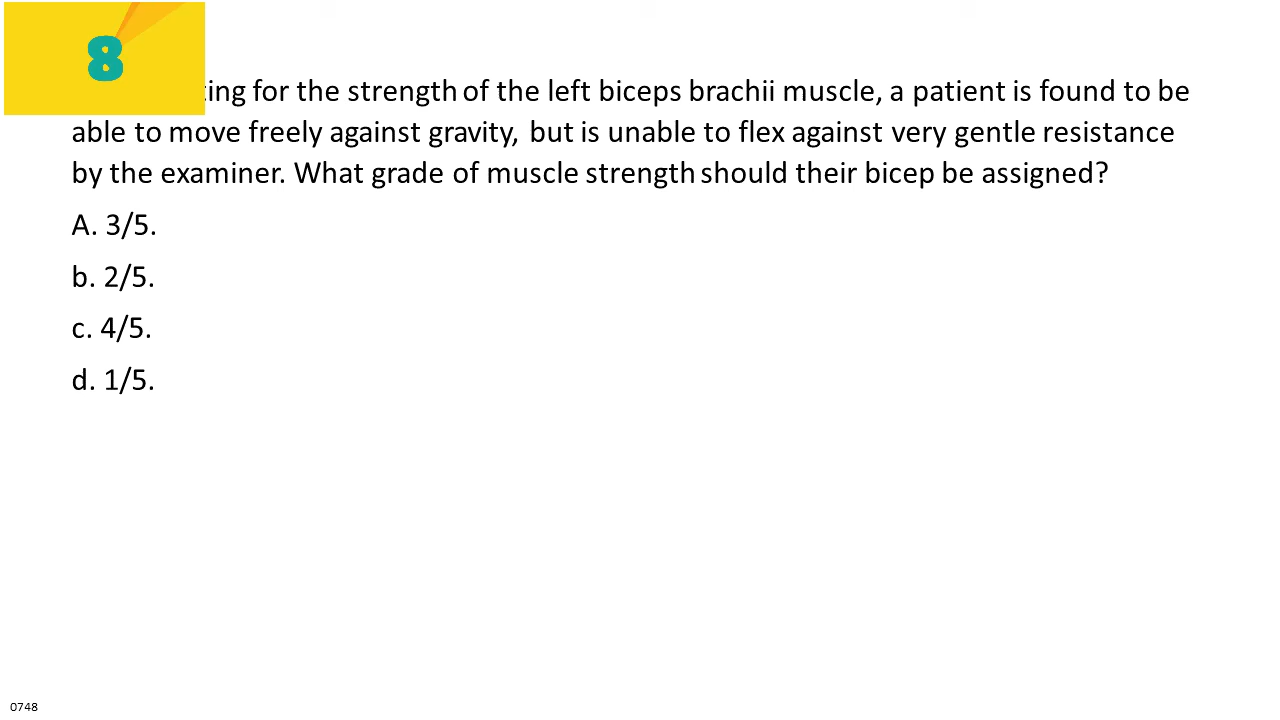 8
ting for the strength of the left biceps brachii muscle, a patient is found to be
able to move freely against gravity, but is unable to flex against very gentle resistance
by the examiner. What grade of muscle strength should their bicep be assigned?
A. 3/5.
b. 2/5.
c. 4/5.
d. 1/5.
0748